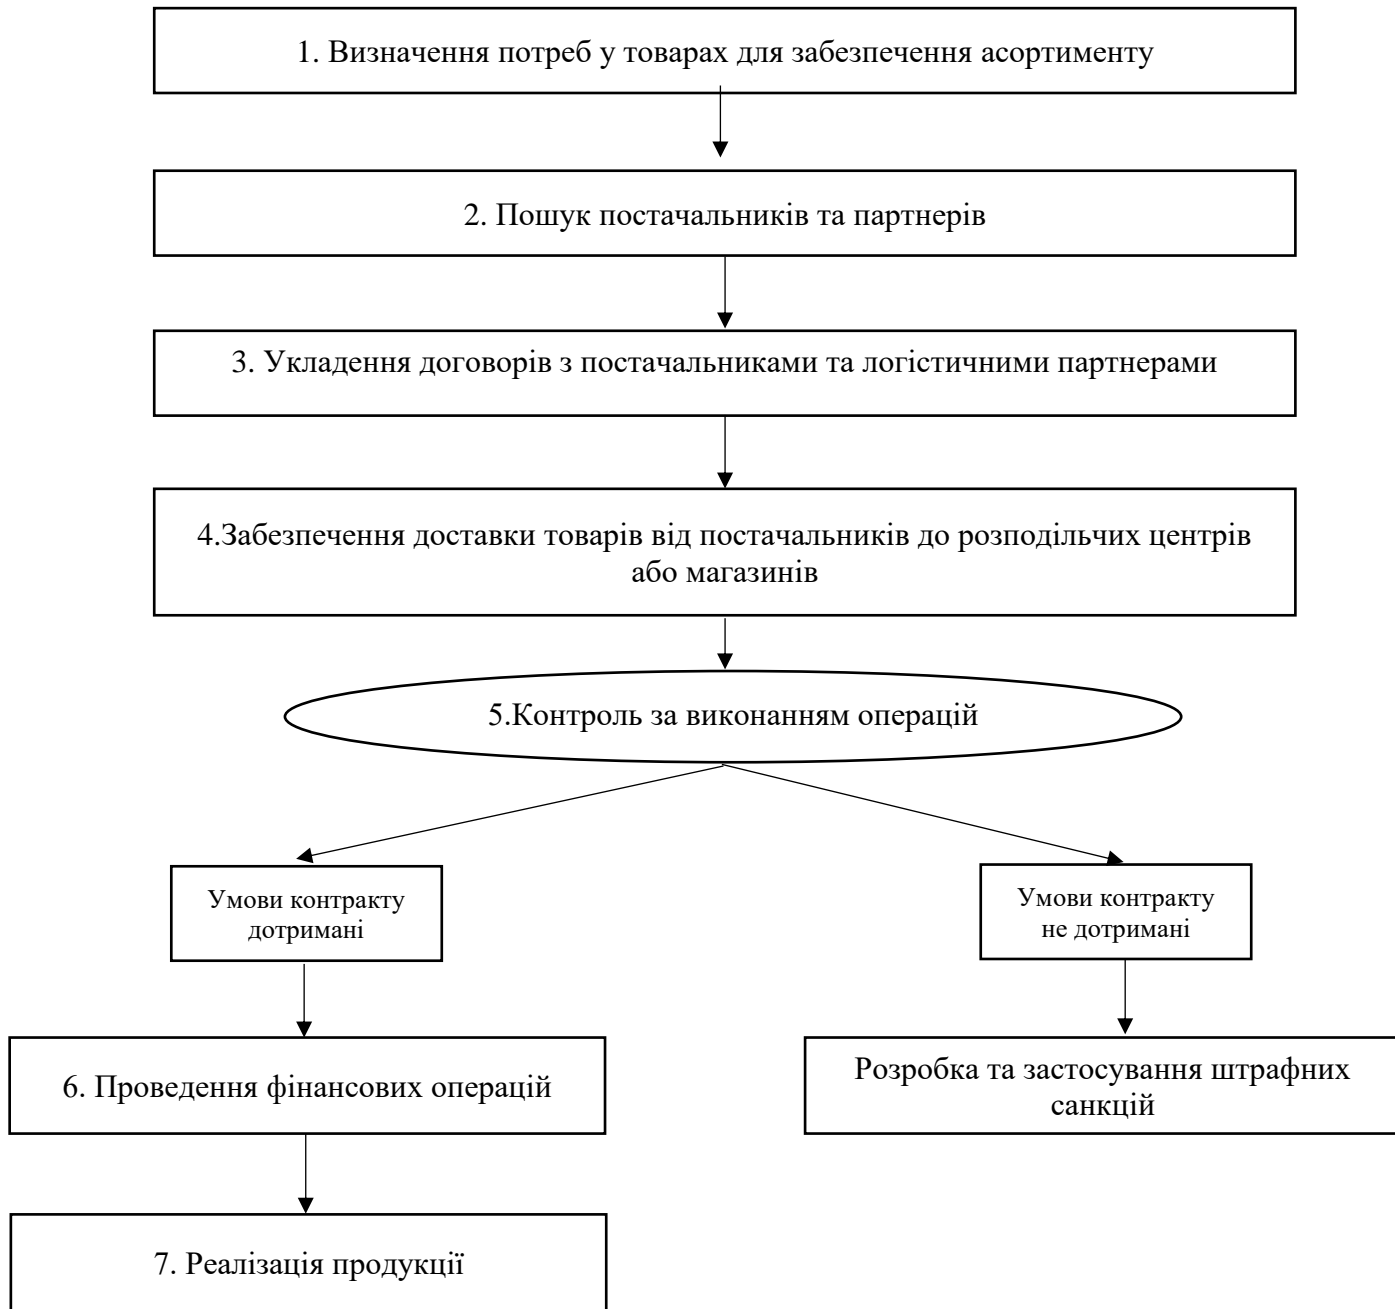 1. Визначення потреб у товарах для забезпечення асортименту
2. Пошук постачальників та партнерів
3. Укладення договорів з постачальниками та логістичними партнерами
4.Забезпечення доставки товарів від постачальників до розподільчих центрів
або магазинів
5.Контроль за виконанням операцій
Умови контракту
дотримані
Умови контракту
не дотримані
6. Проведення фінансових операцій
Розробка та застосування штрафних
санкцій
7. Реалізація продукції